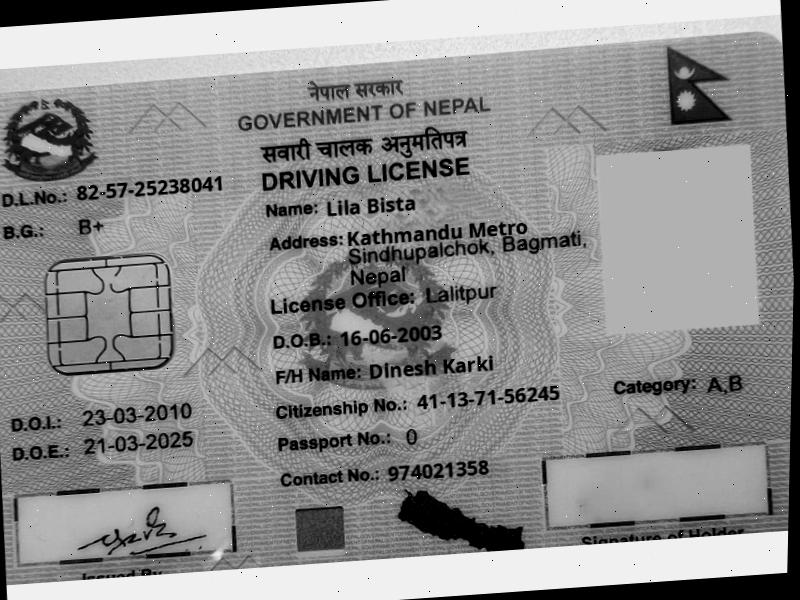 नेपाल सरकार
GOVERNMENT OF NEPAL
सवारी चालक अनुमतिपत्र
DRIVING LICENSE
D.L.No.: 82-57-25238041
B.G.: B+
Name: Lila Bista
Address: Kathmandu Metro
Sindhupalchok, Bagmati,
Nepal
License Office: Lalitpur
D.O.B.: 16-06-2003
F/H Name: Dinesh Karki
Citizenship No.: 41-13-71-56245
Category: A,B
D.O.I.: 23-03-2010
D.O.E.: 21-03-2025
Passport No.: 0
Contact No.: 974021358
Issued By
Signature of Holder